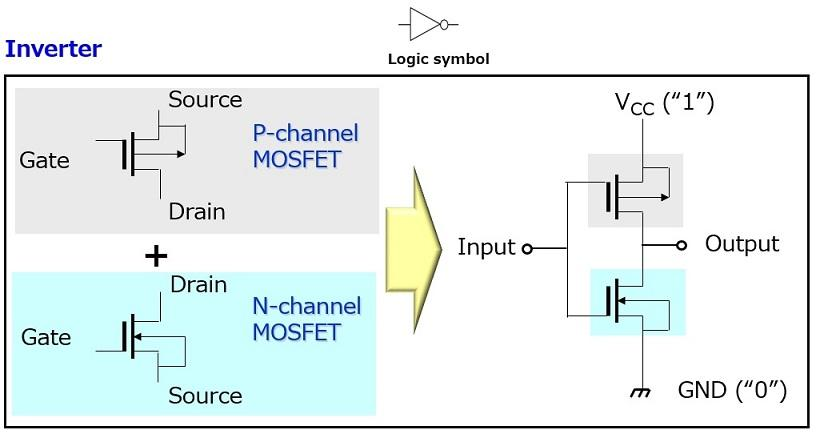 Logic symbol
Inverter
Source
P-channel
MOSFET
Gate
Drain
+
Drain
N-channel
MOSFET
Gate
Source
VCC (“1”)
Input
Output
GND (“0”)